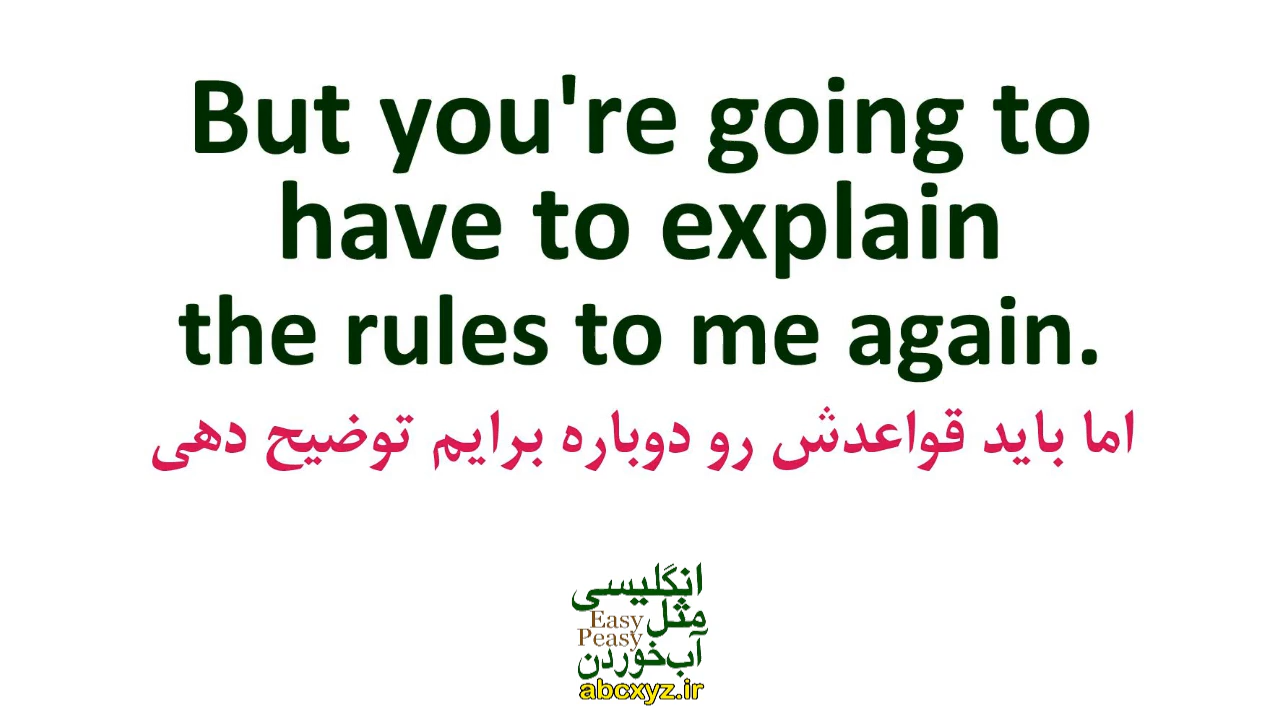 But you're going to
have to explain
the rules to me again.
اما باید قواعدش رو دوباره برایم توضیح دهی
انگلیسی
مثل
Easy
Peasy
آب‌خوردن
abcxyz.ir